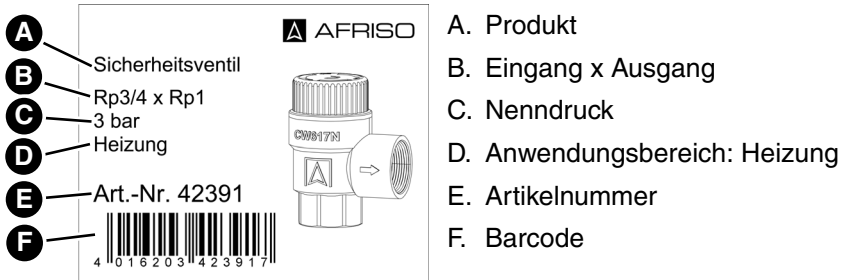 A
B
C
D
E
F
AFRISO
Sicherheitsventil
Rp3/4 x Rp1
3 bar
Heizung
Art.-Nr. 42391
4 016203 423917
CW617N
A. Produkt
B. Eingang x Ausgang
C. Nenndruck
D. Anwendungsbereich: Heizung
E. Artikelnummer
F. Barcode